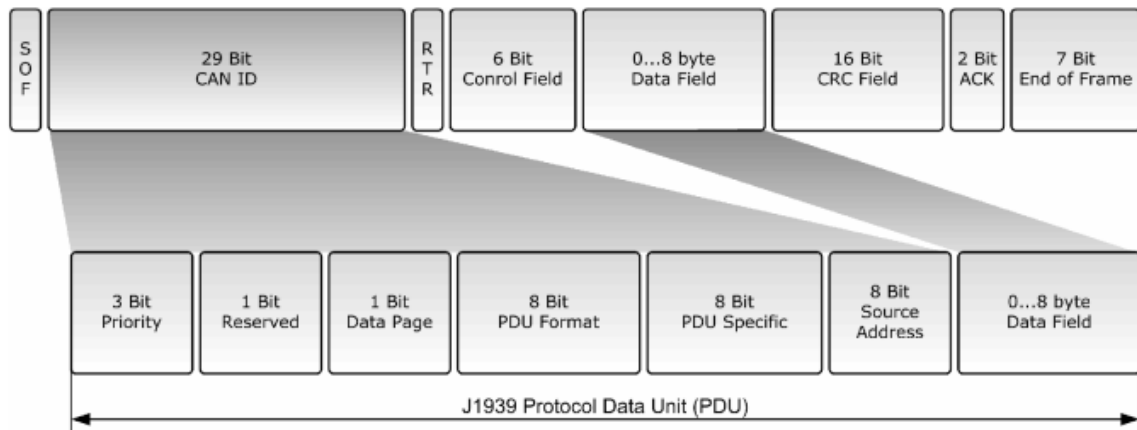 S
O
F
29 Bit
CAN ID
R
T
R
6 Bit
Conrol Field
0...8 byte
Data Field
16 Bit
CRC Field
2 Bit
ACK
7 Bit
End of Frame
3 Bit
Priority
1 Bit
Reserved
1 Bit
Data Page
8 Bit
PDU Format
8 Bit
PDU Specific
8 Bit
Source
Address
0...8 byte
Data Field
J1939 Protocol Data Unit (PDU)